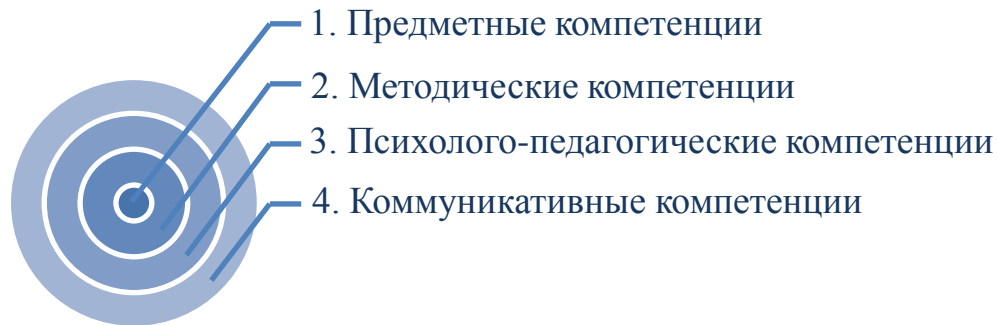 1. Предметные компетенции
2. Методические компетенции
3. Психолого-педагогические компетенции
4. Коммуникативные компетенции